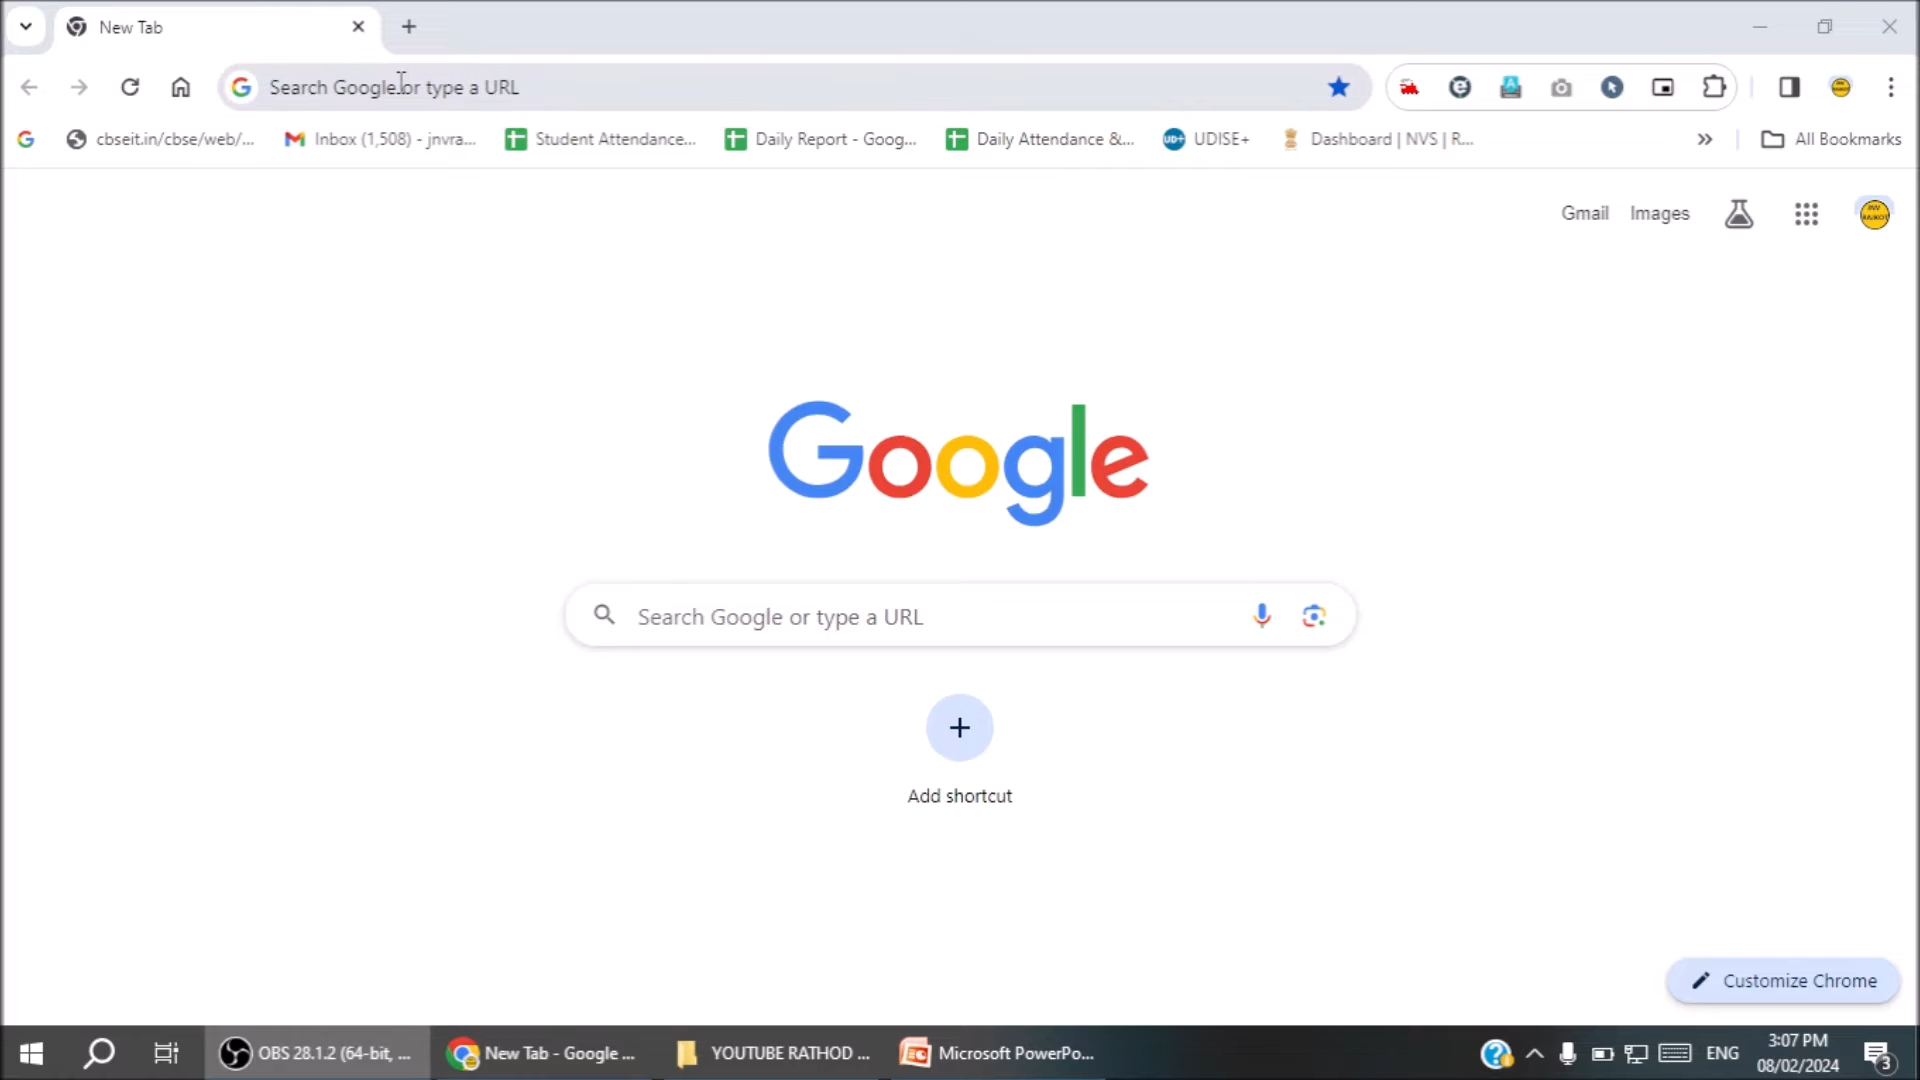 New Tab
Search Google or type a URL
cbseit.in/cbse/web/...
Inbox (1,508) - jnvra...
Student Attendance...
Daily Report - Goog...
Daily Attendance &...
UD+ UDISE+
Dashboard | NVS | R...
All Bookmarks
Gmail
Images
Google
Search Google or type a URL
Add shortcut
Customize Chrome
OBS 28.1.2 (64-bit, ...
New Tab - Google ...
YOUTUBE RATHOD ...
Microsoft PowerPo...
ENG
3:07 PM
08/02/2024
3